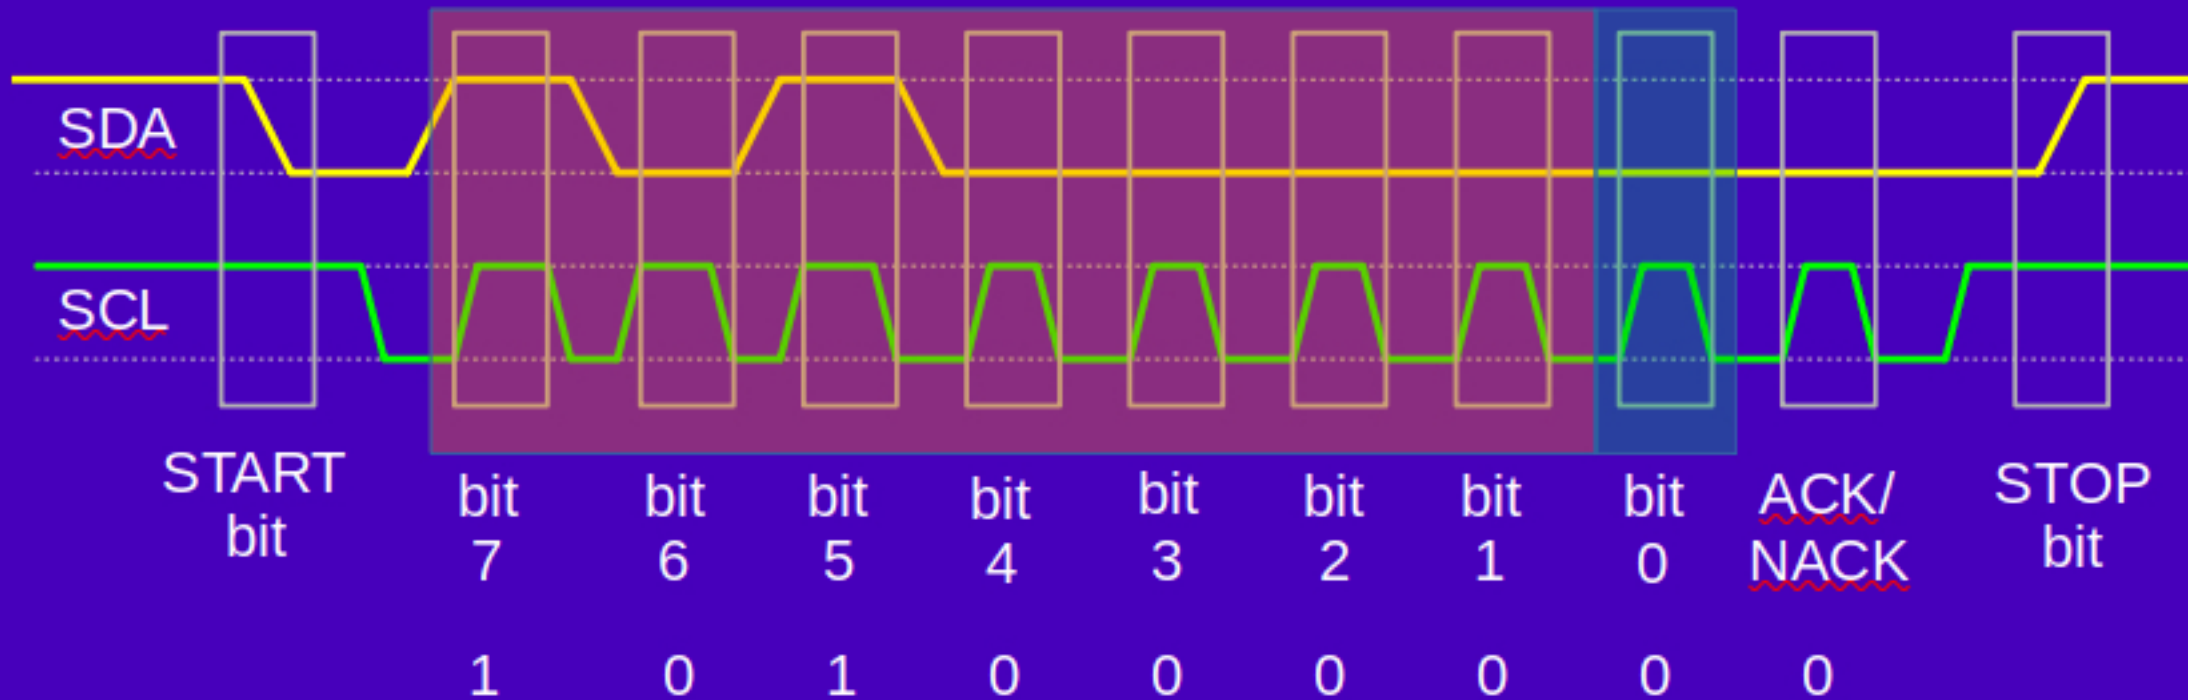 SDA
SCL
START
bit
bit
7
bit
6
bit
5
bit
4
bit
3
bit
2
bit
1
bit
0
ACK/
NACK
STOP
bit
1 0 1 0 0 0 0 0 0